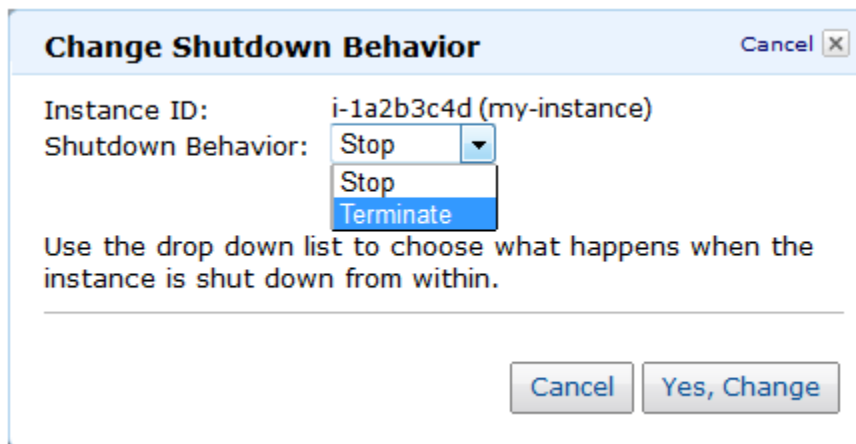 Change Shutdown Behavior Cancel
Instance ID: i-1a2b3c4d (my-instance)
Shutdown Behavior: Stop
Stop
Terminate
Use the drop down list to choose what happens when the
instance is shut down from within.
Cancel Yes, Change